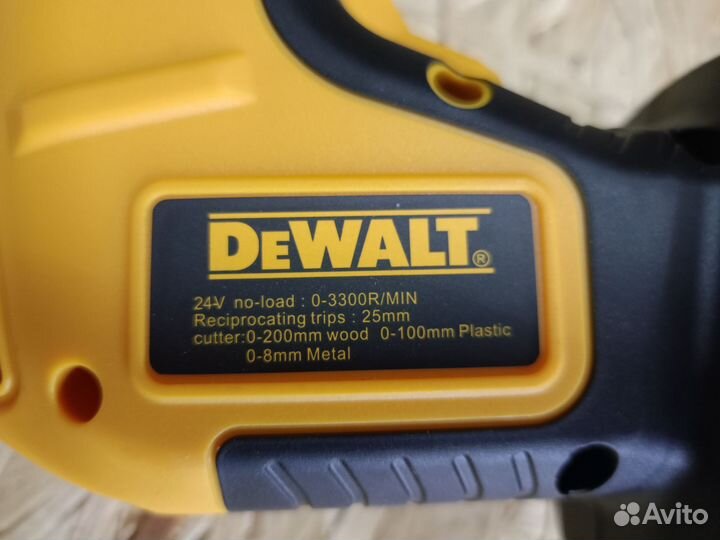 DEWALT®
24V no-load : 0-3300R/MIN
Reciprocating trips : 25mm
cutter:0-200mm wood 0-100mm Plastic
0-8mm Metal
Avito